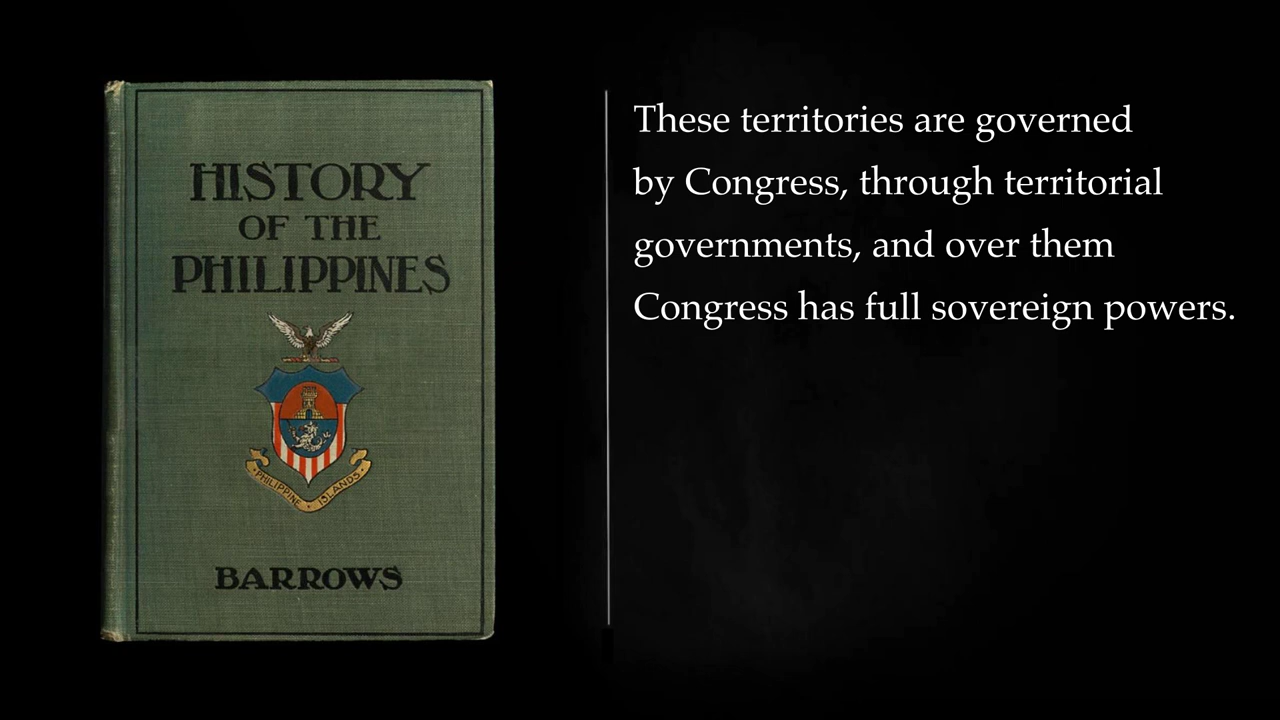 HISTORY
OF THE
PHILIPPINES
PHILIPPINE ISLANDS
BARROWS
These territories are governed
by Congress, through territorial
governments, and over them
Congress has full sovereign powers.